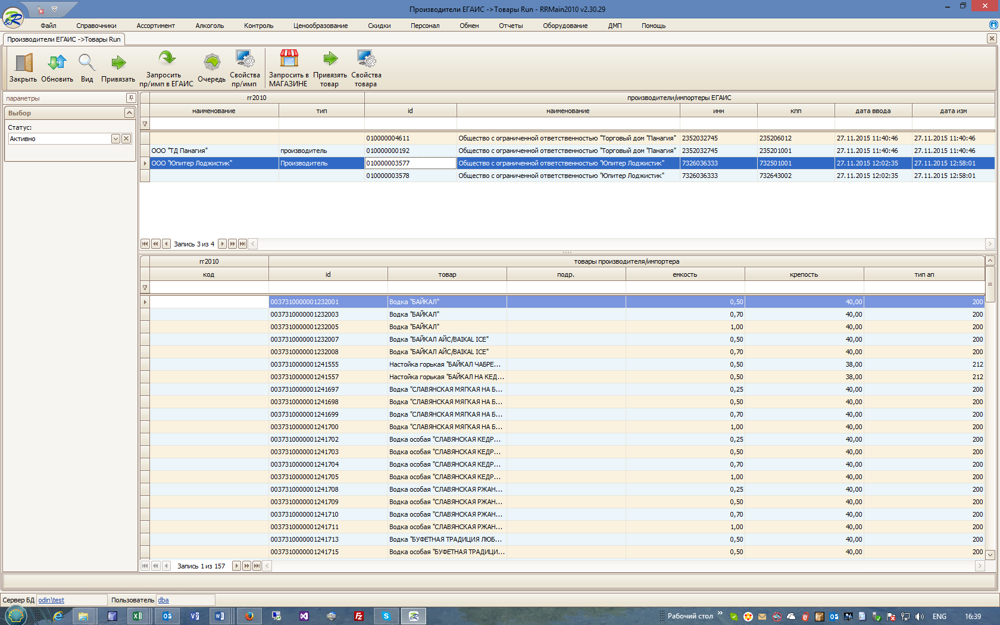 Производители ЕГАИС ->Товары Run - RRMain2010 v2.30.29
Файл Справочники Ассортимент Алкоголь Контроль Ценообразование Скидки Персонал Обмен Отчеты Оборудование ДМП Помощь
Производители ЕГАИС ->Товары Run
Закрыть Обновить Вид Привязать Запросить пр/имп в ЕГАИС Очередь Свойства пр/имп Запросить в МАГАЗИНЕ Привязять товар Свойства товара
параметры
Выбор
Статус:
Активно
rr2010 производители/импортеры ЕГАИС
наименование тип id наименование инн кпп дата ввода дата изм
010000004611 Общество с ограниченной ответственностью "Торговый дом "Панагия" 2352032745 235206012 27.11.2015 11:40:46 27.11.2015 11:40:46
ООО "ТД Панагия" производитель 010000000192 Общество с ограниченной ответственностью "Торговый дом "Панагия" 2352032745 235201001 27.11.2015 11:40:46 27.11.2015 11:40:46
ООО "Юпитер Лоджистик" Производитель 010000003577 Общество с ограниченной ответственностью "Юпитер Лоджистик" 7326036333 732501001 27.11.2015 12:02:35 27.11.2015 12:58:01
010000003578 Общество с ограниченной ответственностью "Юпитер Лоджистик" 7326036333 732643002 27.11.2015 12:02:35 27.11.2015 12:58:01
Запись 3 из 4
rr2010 товары производителя/импортера
код id товар подр. емкость крепость тип ап
0037310000001232001 Водка "БАЙКАЛ" 0,50 40,00 200
0037310000001232003 Водка "БАЙКАЛ" 0,70 40,00 200
0037310000001232005 Водка "БАЙКАЛ" 1,00 40,00 200
0037310000001232007 Водка "БАЙКАЛ АЙС/BAIKAL ICE" 0,50 40,00 200
0037310000001232008 Водка "БАЙКАЛ АЙС/BAIKAL ICE" 0,70 40,00 200
0037310000001241555 Настойка горькая "БАЙКАЛ ЧАБРЕ... 0,50 38,00 212
0037310000001241557 Настойка горькая "БАЙКАЛ НА КЕД... 0,50 38,00 212
0037310000001241697 Водка "СЛАВЯНСКАЯ МЯГКАЯ НА Б... 0,25 40,00 200
0037310000001241698 Водка "СЛАВЯНСКАЯ МЯГКАЯ НА Б... 0,50 40,00 200
0037310000001241699 Водка "СЛАВЯНСКАЯ МЯГКАЯ НА Б... 0,70 40,00 200
0037310000001241700 Водка "СЛАВЯНСКАЯ МЯГКАЯ НА Б... 1,00 40,00 200
0037310000001241702 Водка особая "СЛАВЯНСКАЯ КЕДР... 0,25 40,00 200
0037310000001241703 Водка особая "СЛАВЯНСКАЯ КЕДР... 0,50 40,00 200
0037310000001241704 Водка особая "СЛАВЯНСКАЯ КЕДР... 0,70 40,00 200
0037310000001241705 Водка особая "СЛАВЯНСКАЯ КЕДР... 1,00 40,00 200
0037310000001241708 Водка особая "СЛАВЯНСКАЯ РЖАН... 0,25 40,00 200
0037310000001241709 Водка особая "СЛАВЯНСКАЯ РЖАН... 0,50 40,00 200
0037310000001241710 Водка особая "СЛАВЯНСКАЯ РЖАН... 0,70 40,00 200
0037310000001241711 Водка особая "СЛАВЯНСКАЯ РЖАН... 1,00 40,00 200
0037310000001241713 Водка "БУФЕТНАЯ ТРАДИЦИЯ ЛЮБ... 0,50 40,00 200
0037310000001241715 Водка особая "БУФЕТНАЯ ТРАДИЦИ... 0,50 40,00 200
Запись 1 из 157
Сервер БД odin\test Пользователь dba
Рабочий стол » ENG 16:39